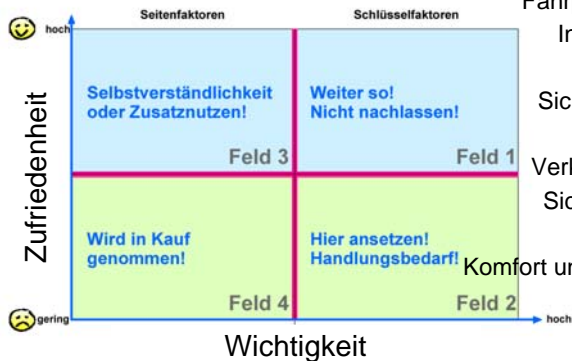 Seitenfaktoren
Schlüsselfaktoren
hoch
Selbstverständlichkeit
oder Zusatznutzen!
Feld 3
Weiter so!
Nicht nachlassen!
Feld 1
Zufriedenheit
Wird in Kauf
genommen!
Feld 4
Hier ansetzen!
Handlungsbedarf!
Feld 2
Komfort
gering
hoch
Wichtigkeit